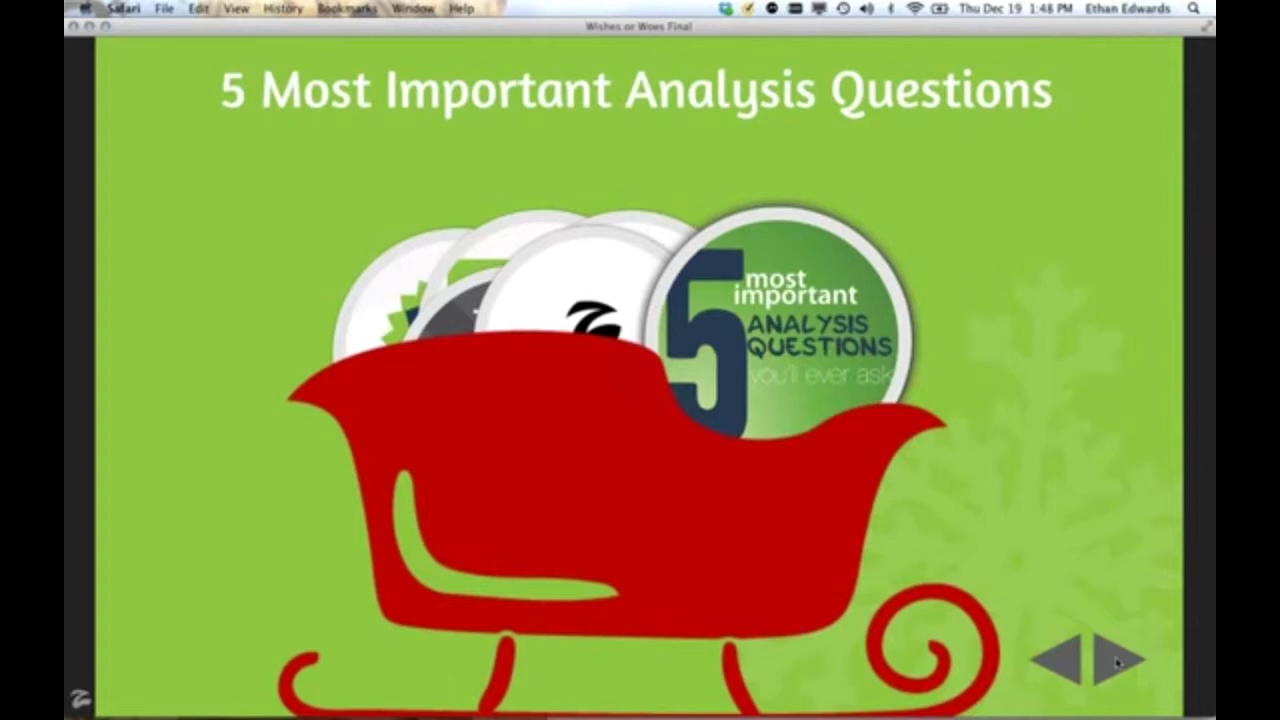 Safari File Edit View History Bookmarks Window Help Thu Dec 19 1:48 PM Ethan Edwards
Wishes or Woes Final
5 Most Important Analysis Questions
5 most
important
ANALYSIS
QUESTIONS
you'll ever ask